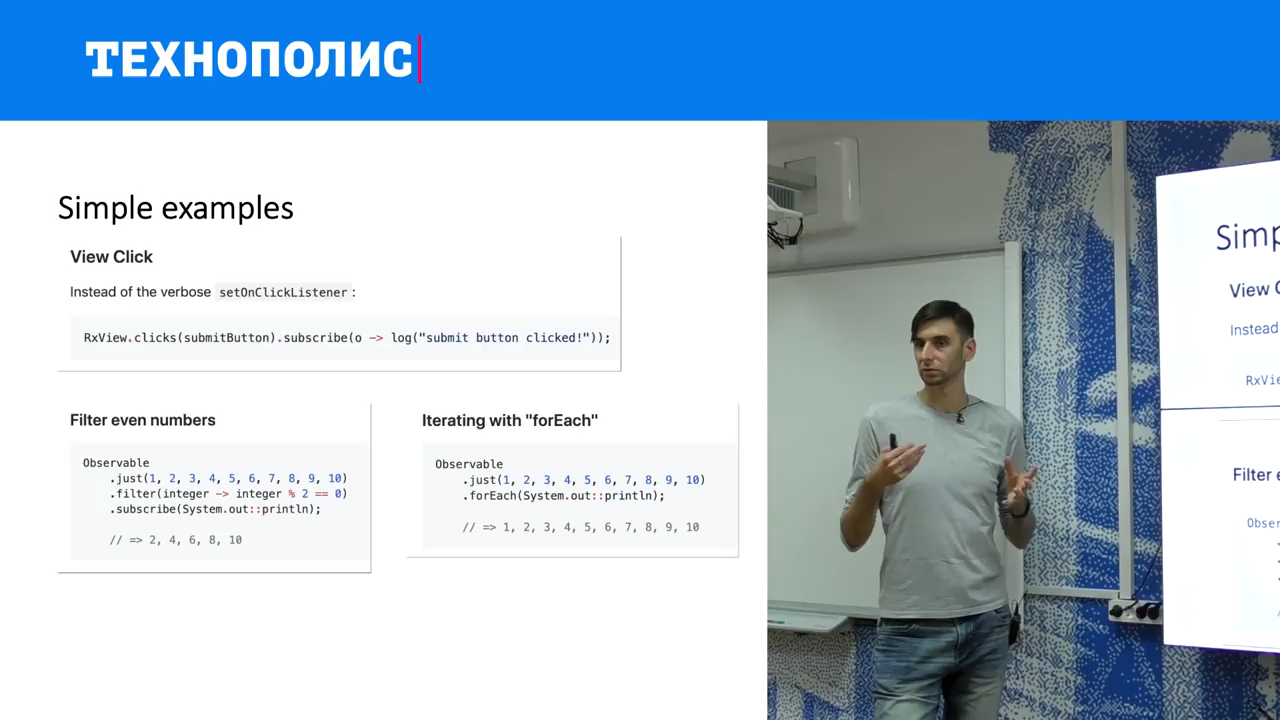 ТЕХНОПОЛИС
Simple examples
View Click
Instead of the verbose setOnClickListener:
RxView.clicks(submitButton).subscribe(o -> log("submit button clicked!"));
Filter even numbers
Observable
.just(1, 2, 3, 4, 5, 6, 7, 8, 9, 10)
.filter(integer -> integer % 2 == 0)
.subscribe(System.out::println);
// => 2, 4, 6, 8, 10
Iterating with "forEach"
Observable
.just(1, 2, 3, 4, 5, 6, 7, 8, 9, 10)
.forEach(System.out::println);
// => 1, 2, 3, 4, 5, 6, 7, 8, 9, 10
Simp
View C
Instead
RxVie
Filter e
Obser